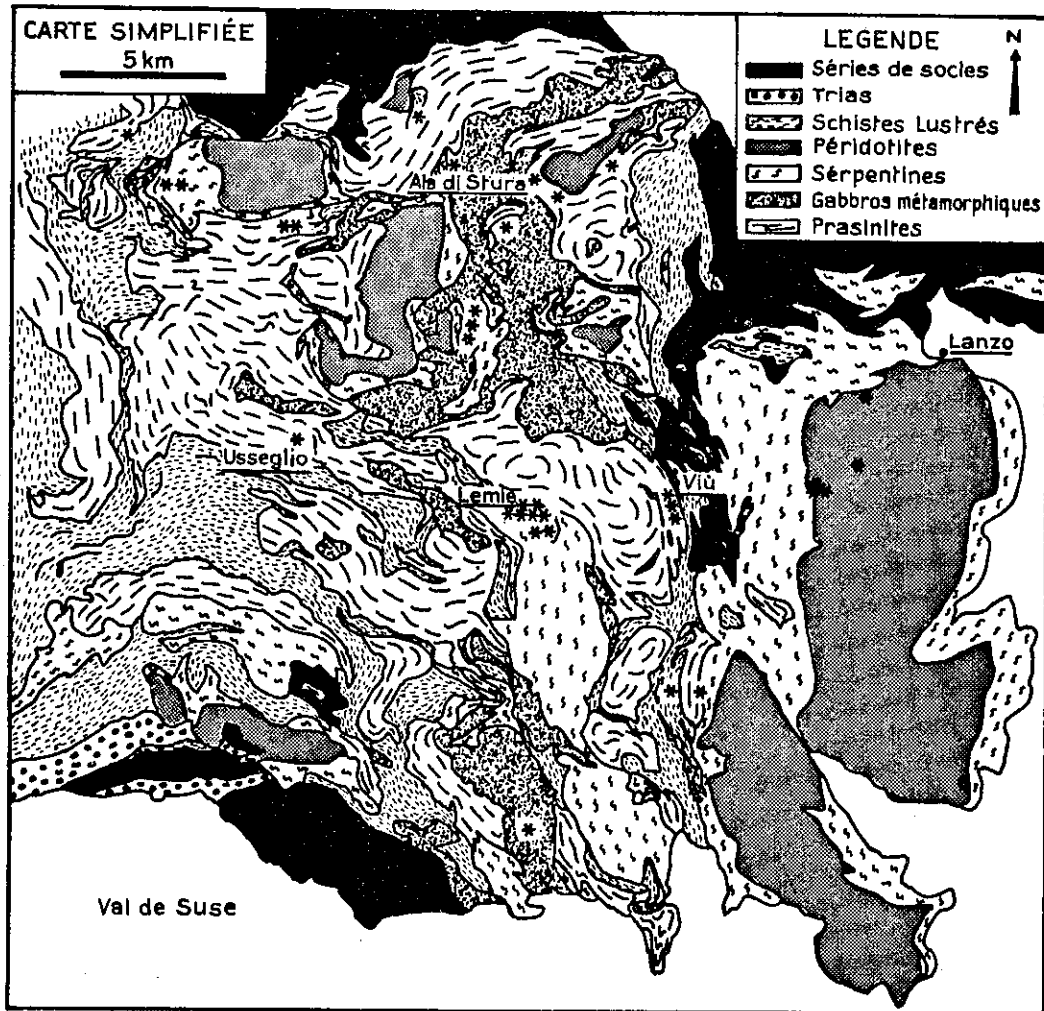 CARTE SIMPLIFIÉE
5 km
LEGENDE
N
Séries de socles
Trias
Schistes Lustrés
Péridotites
Sérpentines
Gabbros métamorphiques
Prasinites
Ala di Stura
Lanzo
Usseglio
Viù
Lemie
Val de Suse